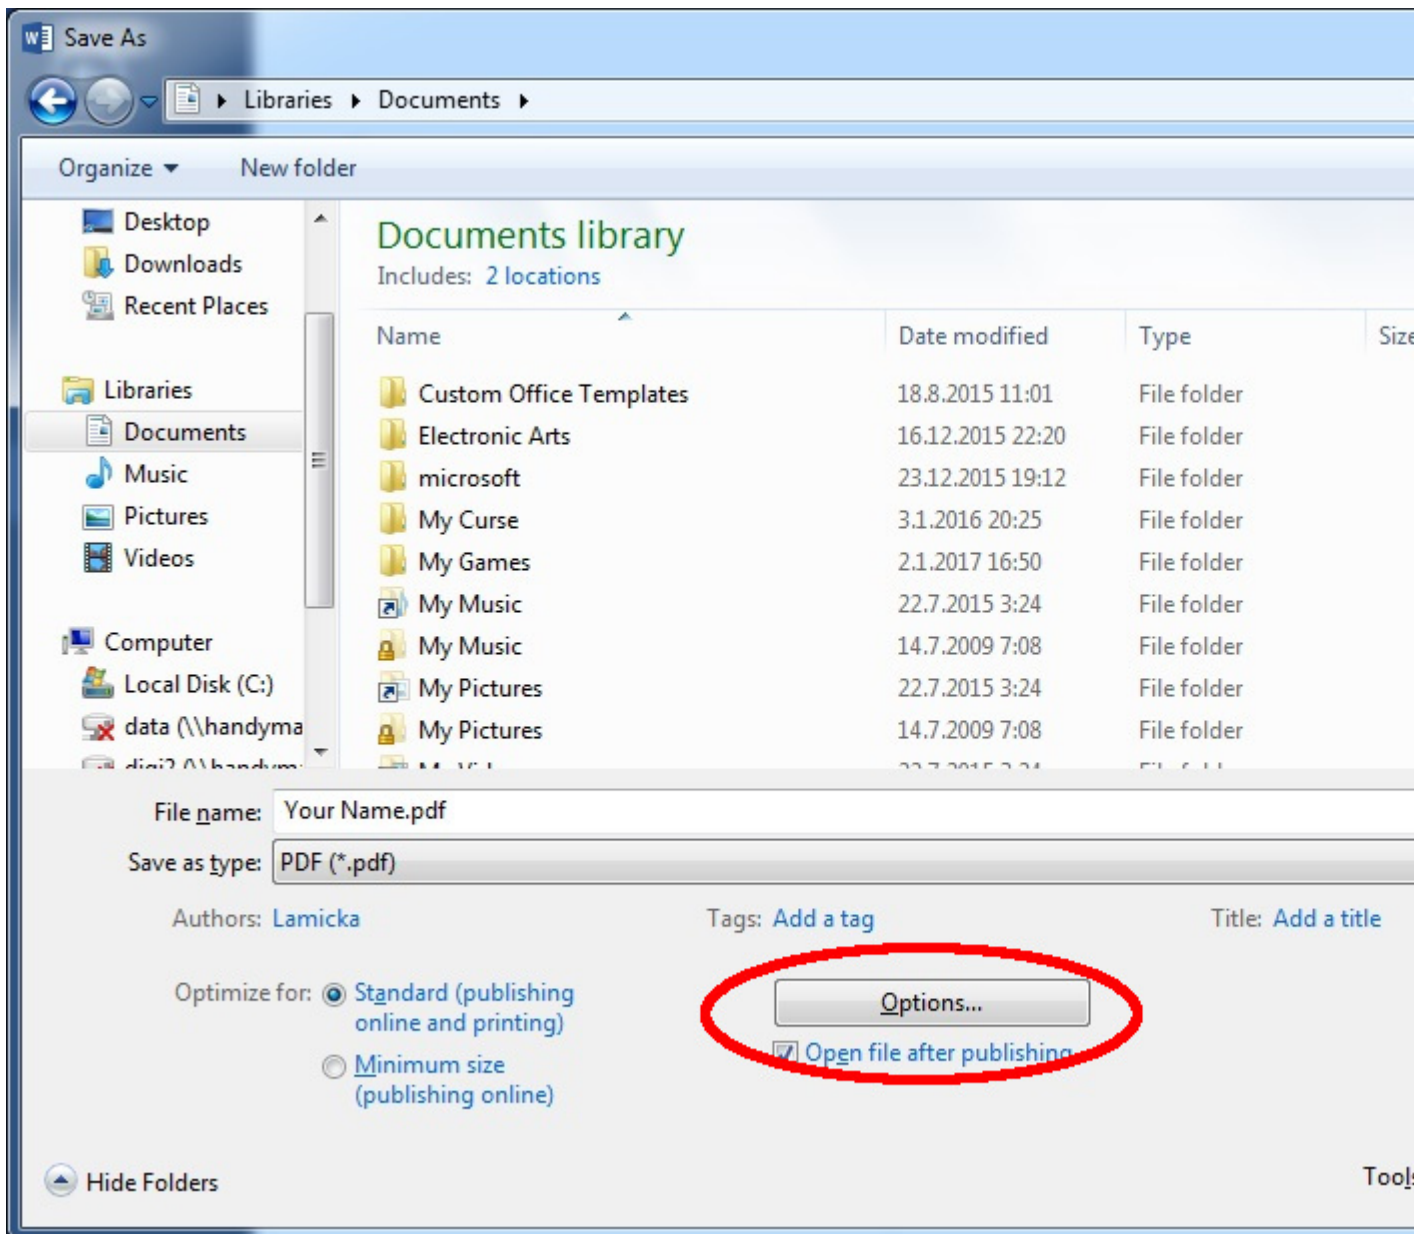 Save As
Libraries Documents
Organize New folder
Desktop
Downloads
Recent Places
Libraries
Documents
Music
Pictures
Videos
Computer
Local Disk (C:)
data (\\handyma
Documents library
Includes: 2 locations
Name Date modified Type Size
Custom Office Templates 18.8.2015 11:01 File folder
Electronic Arts 16.12.2015 22:20 File folder
microsoft 23.12.2015 19:12 File folder
My Curse 3.1.2016 20:25 File folder
My Games 2.1.2017 16:50 File folder
My Music 22.7.2015 3:24 File folder
My Music 14.7.2009 7:08 File folder
My Pictures 22.7.2015 3:24 File folder
My Pictures 14.7.2009 7:08 File folder
File name: Your Name.pdf
Save as type: PDF (*.pdf)
Authors: Lamicka Tags: Add a tag Title: Add a title
Optimize for: Standard (publishing
online and printing)
Minimum size
(publishing online)
Options...
Open file after publishing
Hide Folders
Tools